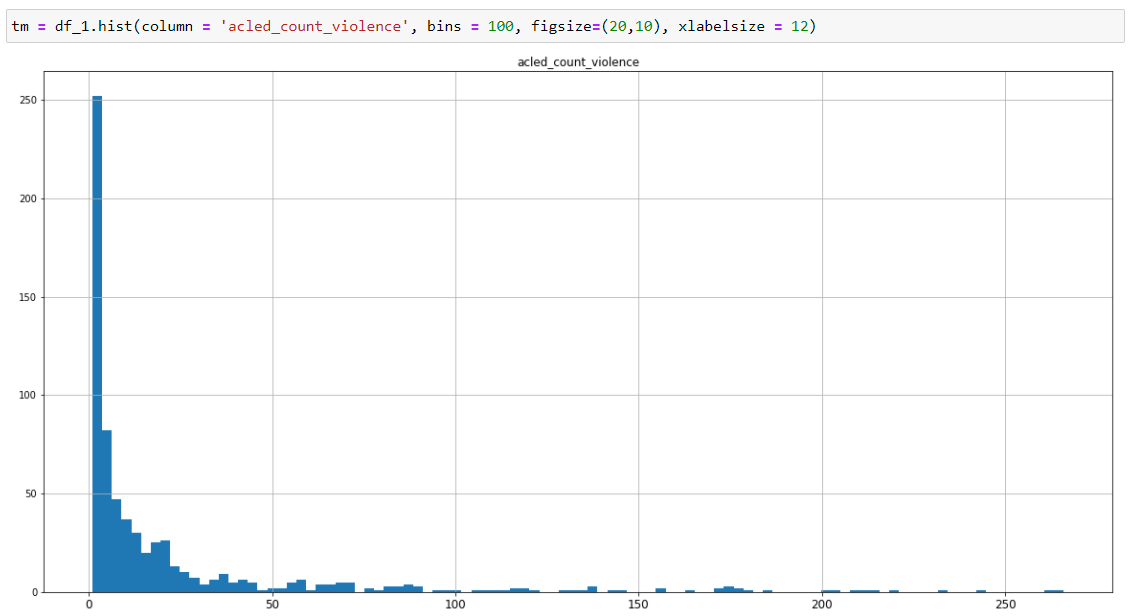 tm = df_1.hist(column = 'acled_count_violence', bins = 100, figsize=(20,10), xlabelsize = 12)
acled_count_violence
250
200
150
100
50
0
0 50 100 150 200 250